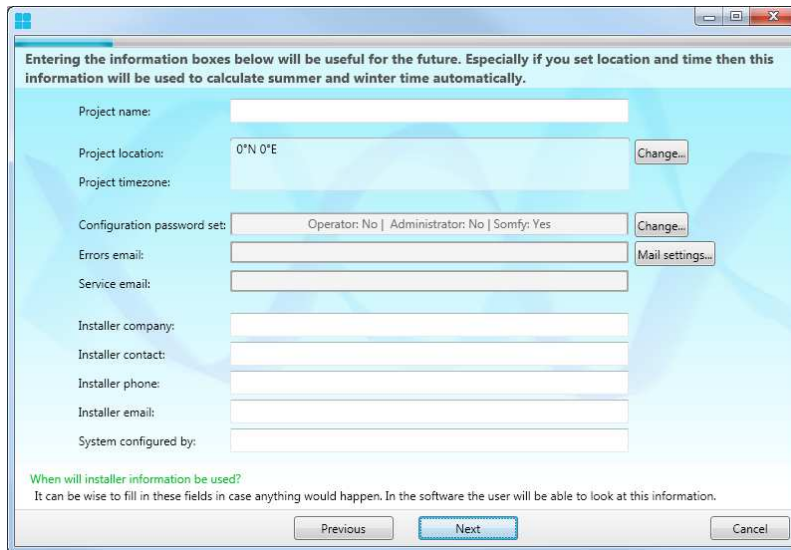 Entering the information boxes below will be useful for the future. Especially if you set location and time then this
information will be used to calculate summer and winter time automatically.
Project name:
Project location: 0°N 0°E Change...
Project timezone:
Configuration password set: Operator: No | Administrator: No | Somfy: Yes Change...
Errors email: Mail settings...
Service email:
Installer company:
Installer contact:
Installer phone:
Installer email:
System configured by:
When will installer information be used?
It can be wise to fill in these fields in case anything would happen. In the software the user will be able to look at this information.
Previous Next Cancel